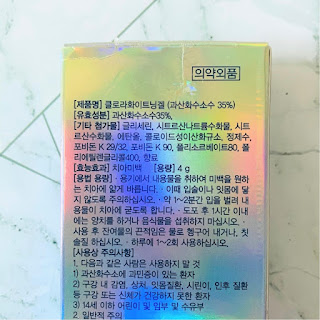 의약외품
[제품명] 클로라화이트닝겔 (과산화수소수 35%)
[유효성분] 과산화수소수35%,
[기타 첨가물] 글리세린, 시트르산나트륨수화물, 시트
르산수화물, 에탄올, 콜로이드성이산화규소, 정제수,
포비돈 K 29/32, 포비돈 K 90, 폴리소르베이트80, 폴
리에틸렌글리콜400, 향료
[효능효과] 치아미백 [용량] 4 g
[용법 용량] · 용기에서 내용물을 취하여 미백을 원하
는 치아에 얇게 바릅니다. · 이때 입술이나 잇몸에 닿
지 않도록 주의하십시오. · 약 1~2분간 입을 벌려 내
용물이 치아에 굳도록 합니다. · 도포 후 1시간 이내
에는 양치를 하거나 음식물을 섭취하지 마십시오. ·
사용 후 잔여물의 끈적임은 물로 헹구어 내거나, 칫
솔질 하십시오. · 하루에 1~2회 사용하십시오.
[사용상 주의사항]
1. 다음과 같은 사람은 사용하지 말 것
1) 과산화수소에 과민증이 있는 환자
2) 구강 내 감염, 상처, 잇몸질환, 시린이, 인후 질환
등 구강 또는 신체가 건강하지 못한 환자
3) 14세 이하 어린이 및 임부 및 수유부
2. 일반적 주의